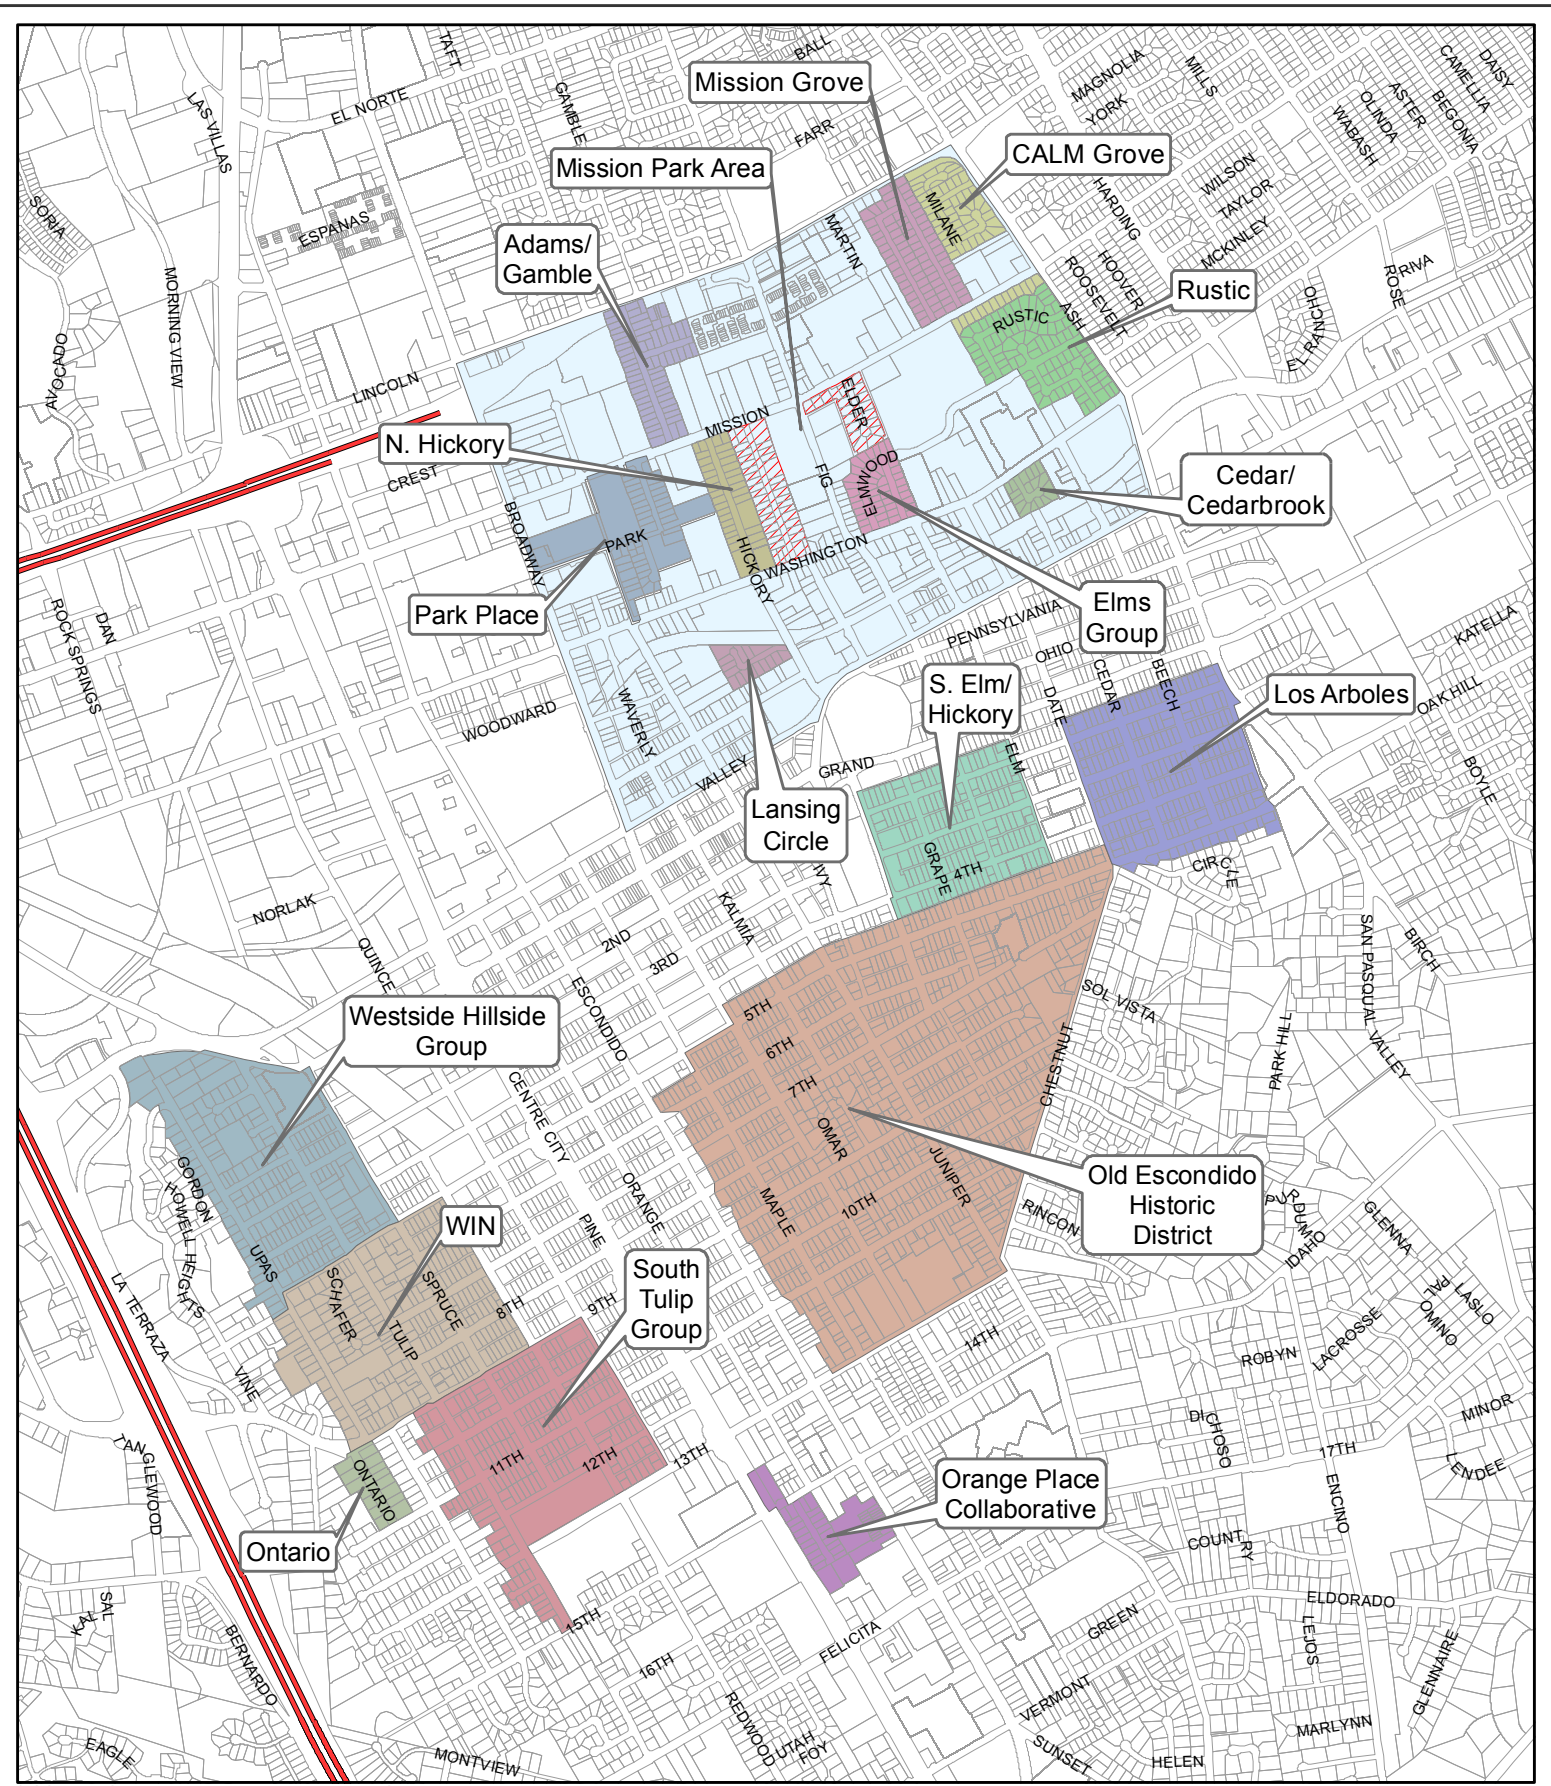 TAFT
BALL
MAGNOLIA
MILLS
DAISY
CAMELLIA
LAS VILLAS
EL NORTE
GAMBLE
Mission Grove
FARR
YORK
OLINDA
ASTER
BEGONIA
WABASH
Mission Park Area
CALM Grove
WILSON
TAYLOR
HARDING
MCKINLEY
SORIA
ESPANAS
Adams/
Gamble
MARTIN
MILANE
HOOVER
ROOSEVELT
RIVA
ROSE
MORNING VIEW
Rustic
RUSTIC
ASH
EL RANCHO
AVOCADO
LINCOLN
CREST
N. Hickory
MISSION
ELDER
FIG
ELMWOOD
Cedar/
Cedarbrook
BROADWAY
PARK
HICKORY
WASHINGTON
Park Place
Elms
Group
PENNSYLVANIA
OHIO
CEDAR
BEECH
DATE
KATELLA
OAK HILL
DAN
ROCK SPRINGS
WOODWARD
WAVERLY
VALLEY
S. Elm/
Hickory
Los Arboles
GRAND
ELM
BOYLE
Lansing
Circle
GRAPE
4TH
CIRCLE
IVY
KALMIA
NORLAK
QUINCE
2ND
3RD
ESCONDIDO
SAN PASQUAL VALLEY
BIRCH
SOL VISTA
5TH
6TH
7TH
Westside Hillside
Group
CENTRE CITY
CHESTNUT
PARK HILL
OMAR
JUNIPER
MAPLE
10TH
Old Escondido
Historic
District
GORDON
HOWELL HEIGHTS
UPAS
WIN
ORANGE
PINE
RINCON
PURDUM
IDAHO
GLENNA
LASLO
PALOMINO
LA TERRAZA
SCHAFER
TULIP
SPRUCE
8TH
9TH
South
Tulip
Group
14TH
ROBYN
LACROSSE
VINE
DICHOSO
MINOR
17TH
LENDEE
TANGLEWOOD
ONTARIO
11TH
12TH
13TH
Orange Place
Collaborative
ENCINO
Ontario
COUNTRY
ELDORADO
SAL
KAL
BERNARDO
15TH
16TH
FELICITA
GREEN
LEJOS
GLENNAIRE
VERMONT
MARLYNN
REDWOOD
UTAH
FOY
SUNSET
HELEN
EAGLE
MONTVIEW